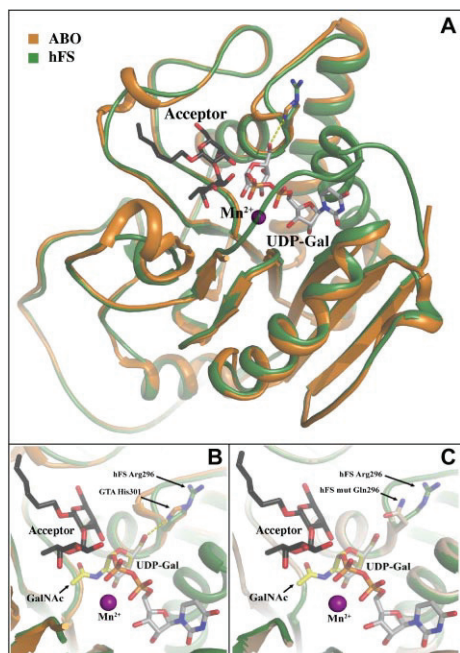 A
ABO
hFS
Acceptor
Mn²⁺
UDP-Gal
B
hFS Arg296
GTA His301
Acceptor
UDP-Gal
GalNAc
Mn²⁺
C
hFS Arg296
hFS mut Gln296
Acceptor
UDP-Gal
GalNAc
Mn²⁺